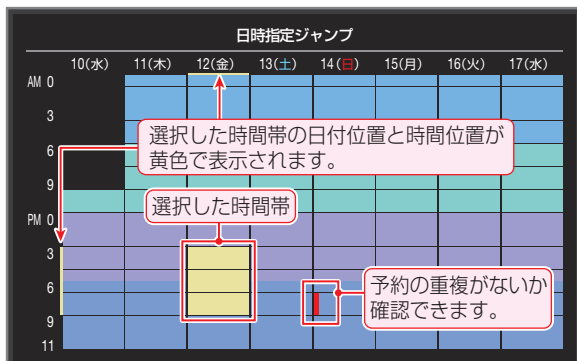 日時指定ジャンプ
10(水) 11(木) 12(金) 13(土) 14(日) 15(月) 16(火) 17(水)
AM 0
3
選択した時間帯の日付位置と時間位置が
黄色で表示されます。
6
9
選択した時間帯
PM 0
3
予約の重複がないか
確認できます。
6
9
11